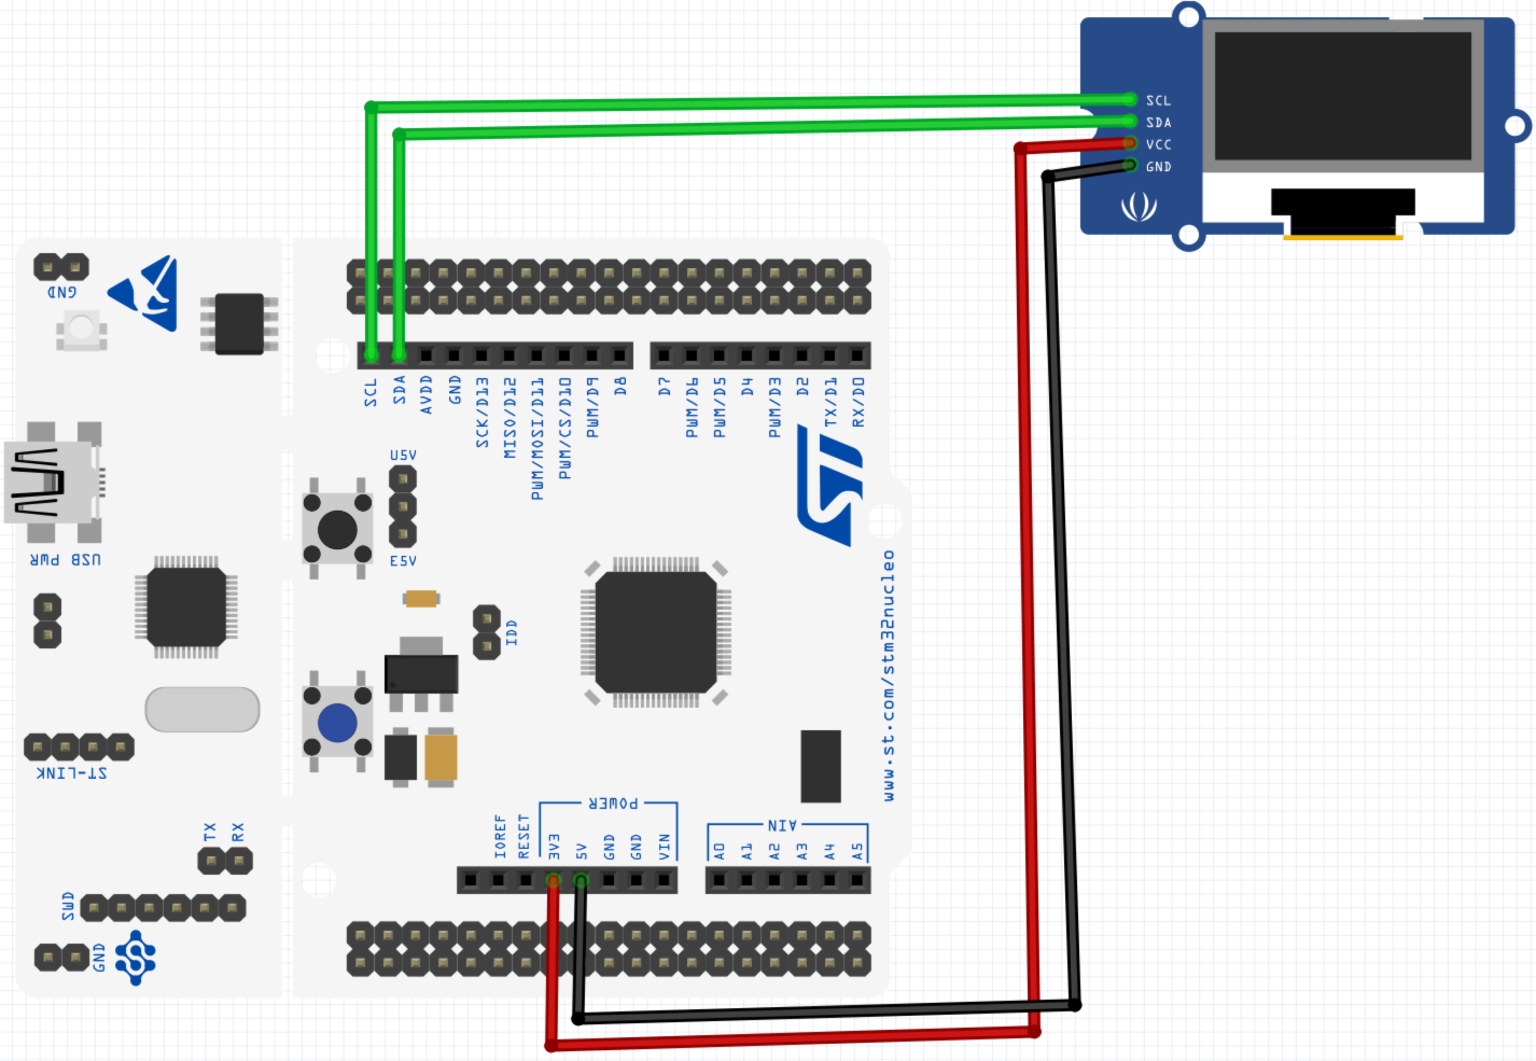 SCL
SDA
VCC
GND
GND
SCL
SDA
AVDD
GND
SCK/D13
MISO/D12
PWM/MOSI/D11
PWM/CS/D10
PWM/D9
D8
D7
PWM/D6
PWM/D5
D4
PWM/D3
D2
TX/D1
RX/D0
U5V
E5V
USB PWR
IDD
www.st.com/stm32nucleo
ST-LINK
POWER
AIN
TX
RX
IOREF
RESET
3V3
5V
GND
GND
VIN
A0
A1
A2
A3
A4
A5
SWD
GND